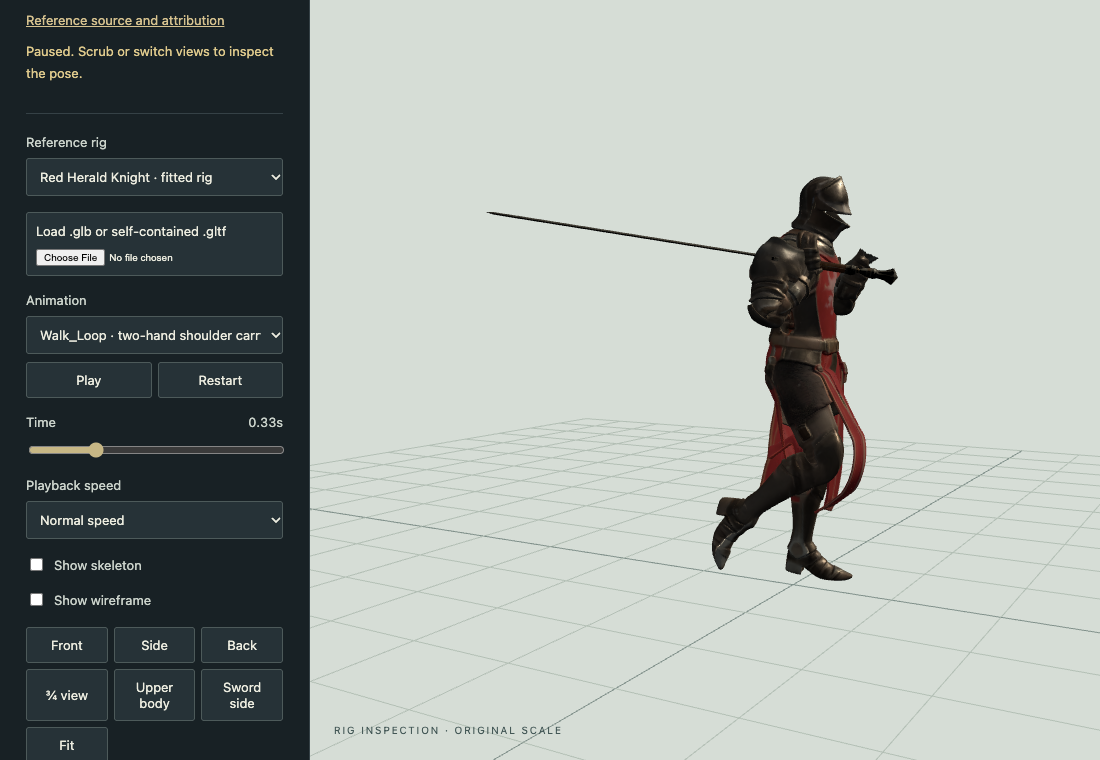 Reference source and attribution
Paused. Scrub or switch views to inspect
the pose.
Reference rig
Red Herald Knight · fitted rig
Load .glb or self-contained .gltf
Choose File No file chosen
Animation
Walk_Loop · two-hand shoulder carr
Play Restart
Time 0.33s
Playback speed
Normal speed
Show skeleton
Show wireframe
Front Side Back
¾ view Upper body Sword side
Fit
RIG INSPECTION · ORIGINAL SCALE